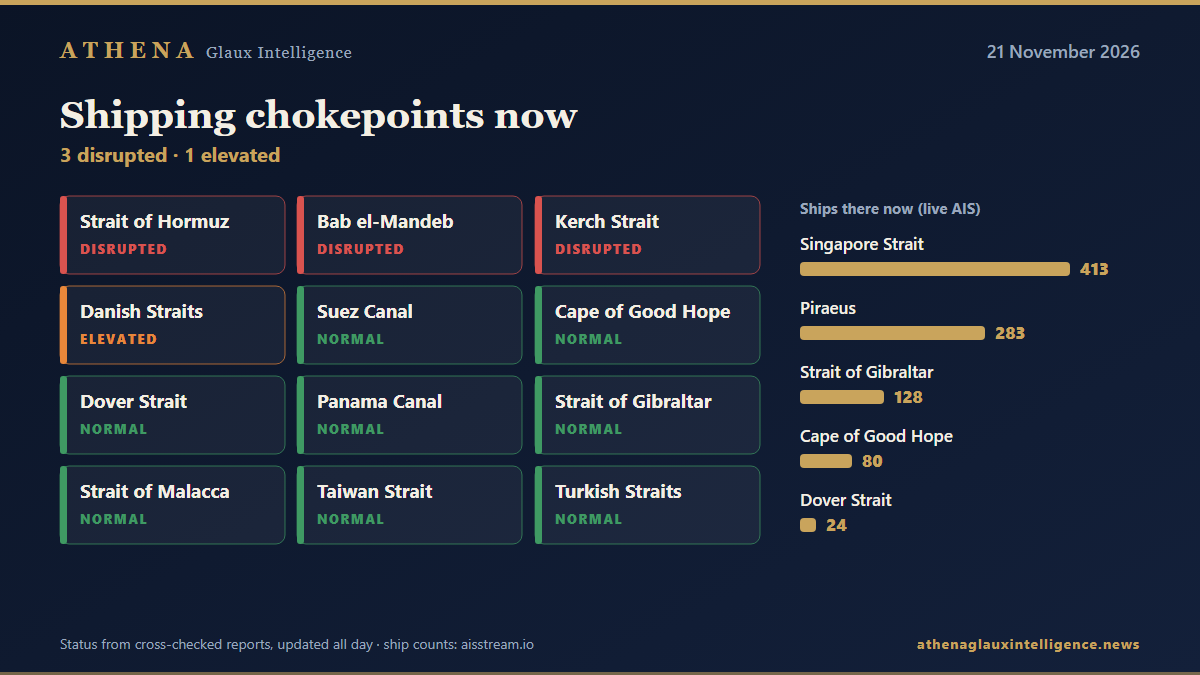 ATHENA Glaux Intelligence
21 November 2026
Shipping chokepoints now
3 disrupted · 1 elevated
Strait of Hormuz
DISRUPTED
Bab el-Mandeb
DISRUPTED
Kerch Strait
DISRUPTED
Danish Straits
ELEVATED
Suez Canal
NORMAL
Cape of Good Hope
NORMAL
Dover Strait
NORMAL
Panama Canal
NORMAL
Strait of Gibraltar
NORMAL
Strait of Malacca
NORMAL
Taiwan Strait
NORMAL
Turkish Straits
NORMAL
Ships there now (live AIS)
Singapore Strait
413
Piraeus
283
Strait of Gibraltar
128
Cape of Good Hope
80
Dover Strait
24
Status from cross-checked reports, updated all day · ship counts: aisstream.io
athenaglauxintelligence.news